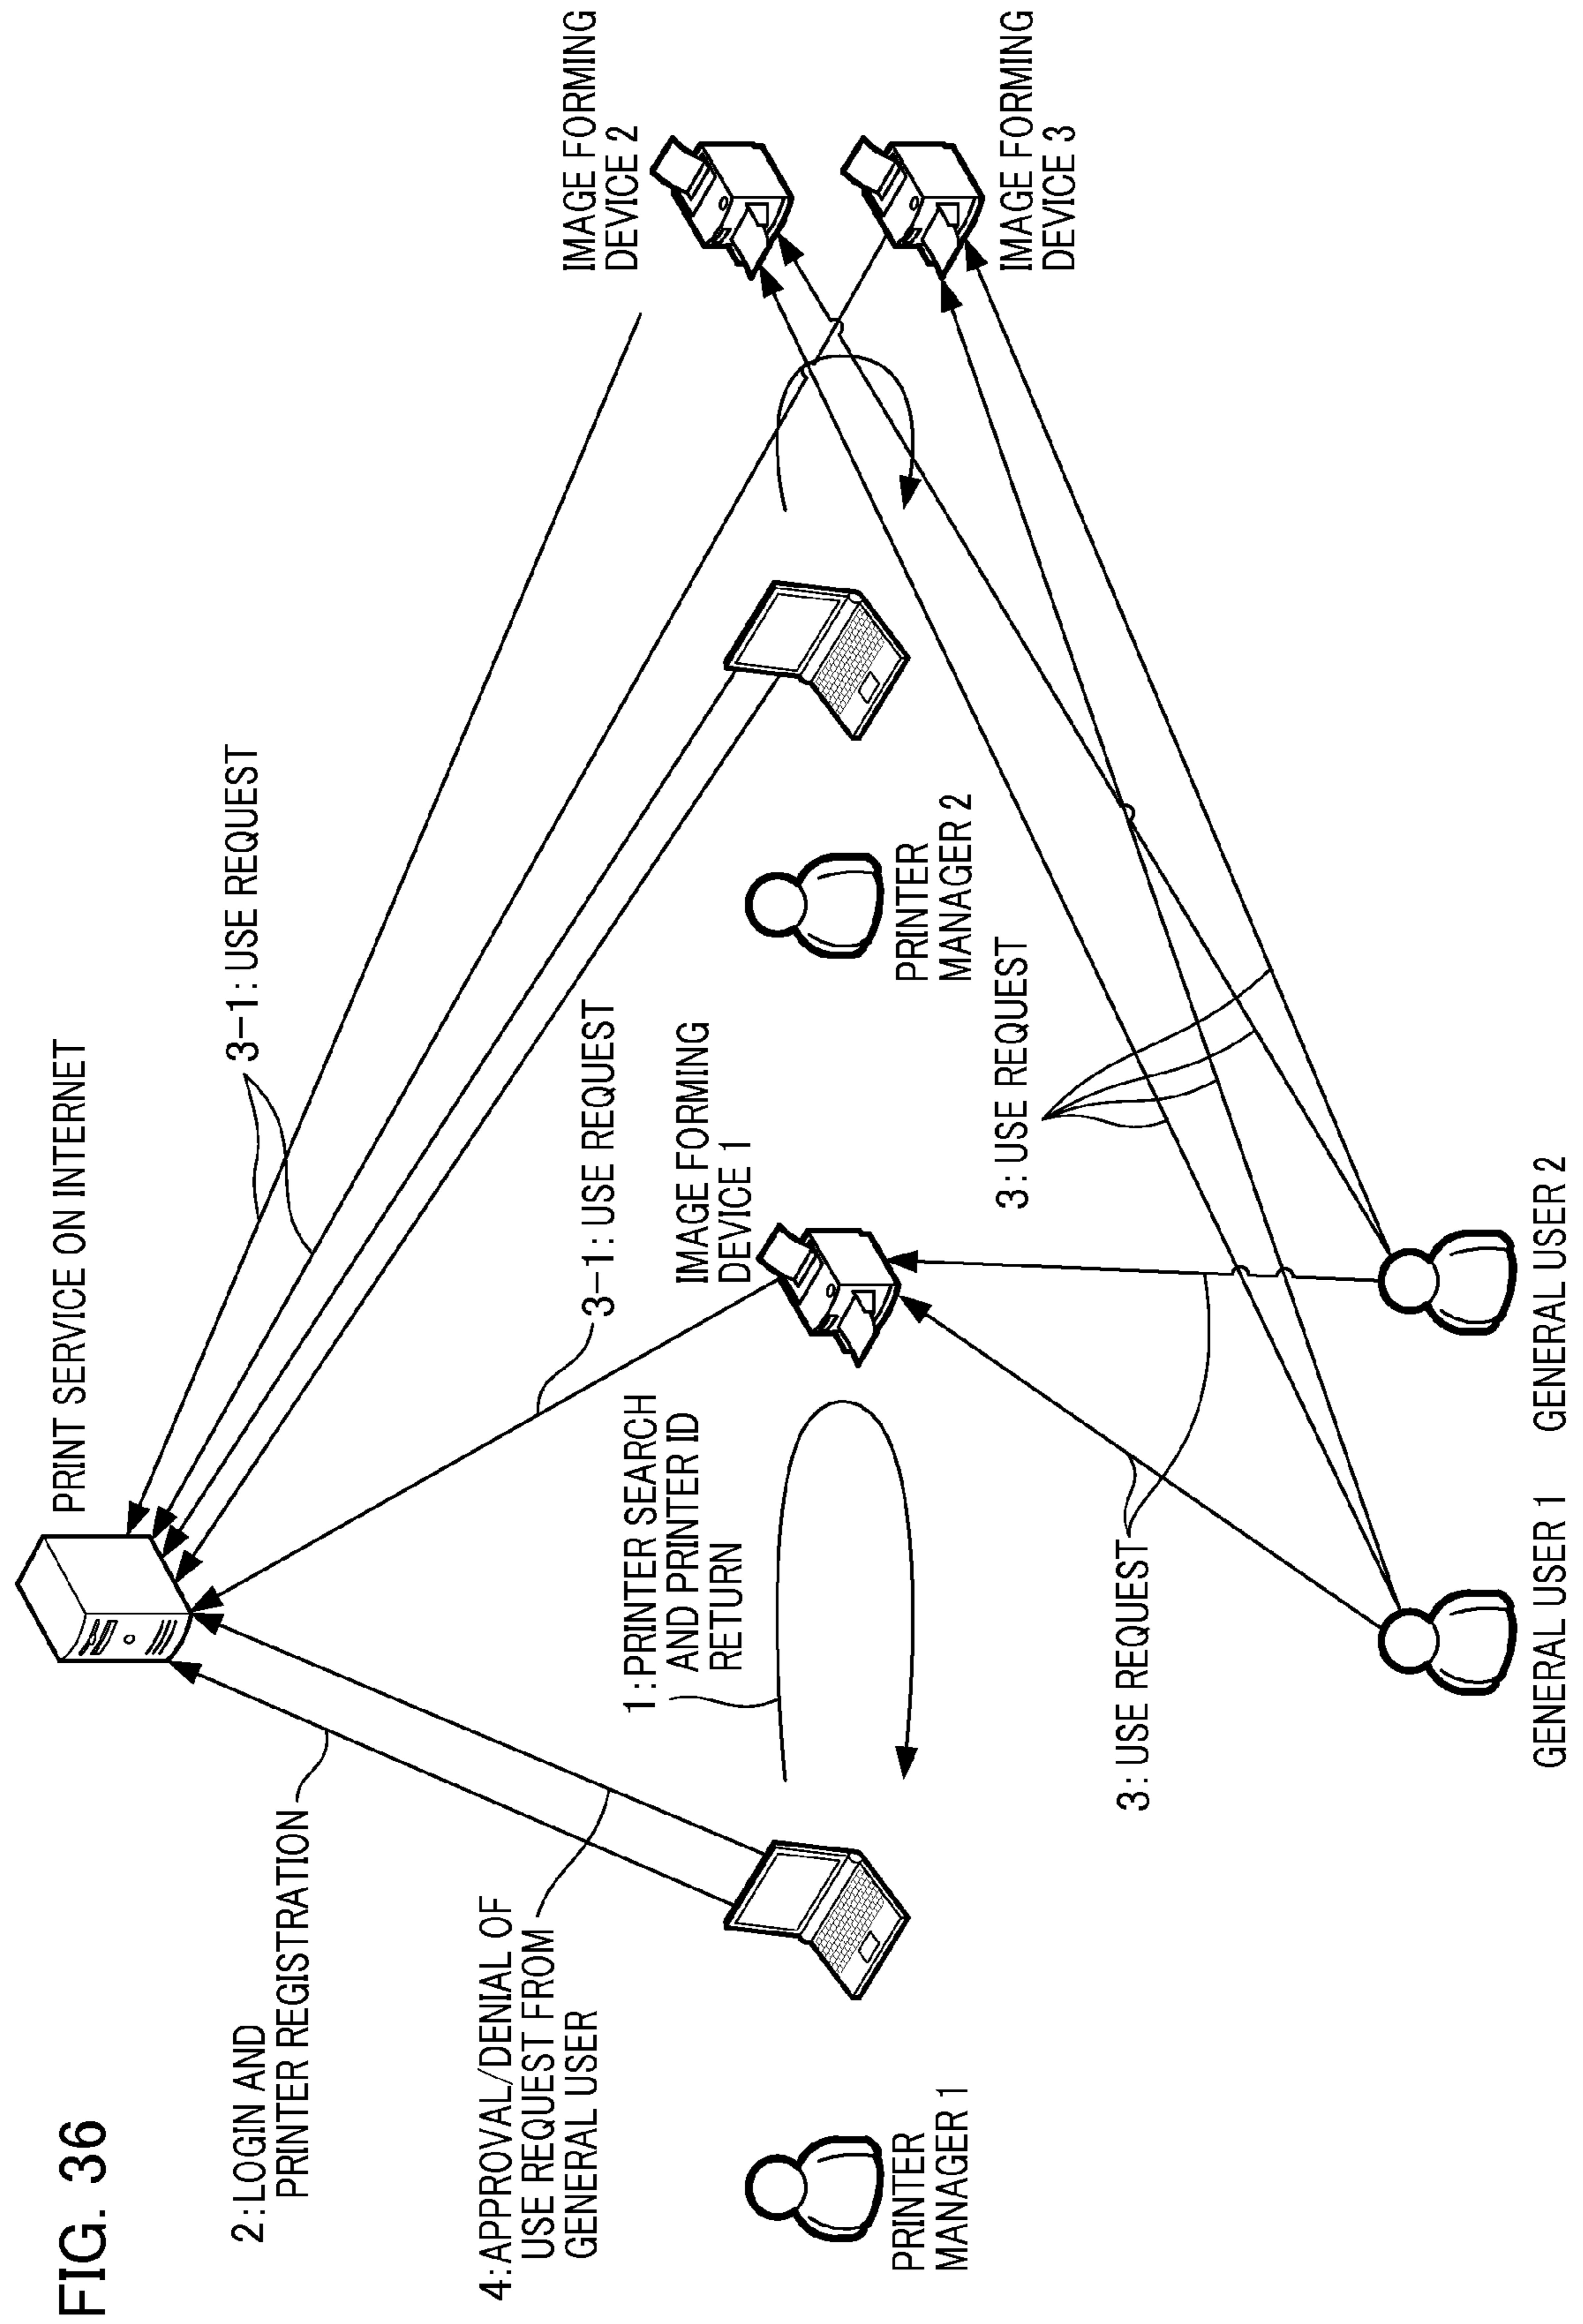 FIG. 36
PRINT SERVICE ON INTERNET
2:LOGIN AND
PRINTER REGISTRATION
3-1: USE REQUEST
4:APPROVAL/DENIAL OF
USE REQUEST FROM
GENERAL USER
3-1: USE REQUEST
IMAGE FORMING
DEVICE 2
1:PRINTER SEARCH
AND PRINTER ID
RETURN
IMAGE FORMING
DEVICE 1
PRINTER
MANAGER 1
PRINTER
MANAGER 2
IMAGE FORMING
DEVICE 3
3: USE REQUEST
3: USE REQUEST
GENERAL USER 1
GENERAL USER 2